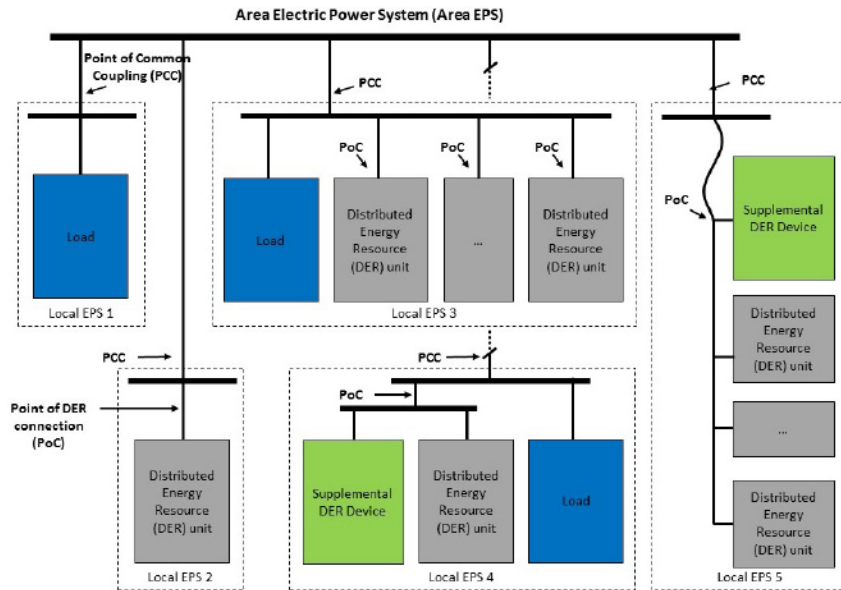 Area Electric Power System (Area EPS)
Point of Common
Coupling (PCC)
PCC
PCC
PoC
PoC
PoC
Load
Load
Distributed
Energy
Resource
(DER) unit
...
Distributed
Energy
Resource
(DER) unit
PoC
Supplemental
DER Device
Local EPS 1
Local EPS 3
Distributed
Energy
Resource
(DER) unit
PCC
PCC
Point of DER
connection
(PoC)
PoC
...
Distributed
Energy
Resource
(DER) unit
Supplemental
DER Device
Distributed
Energy
Resource
(DER) unit
Load
Distributed
Energy
Resource
(DER) unit
Local EPS 2
Local EPS 4
Local EPS 5